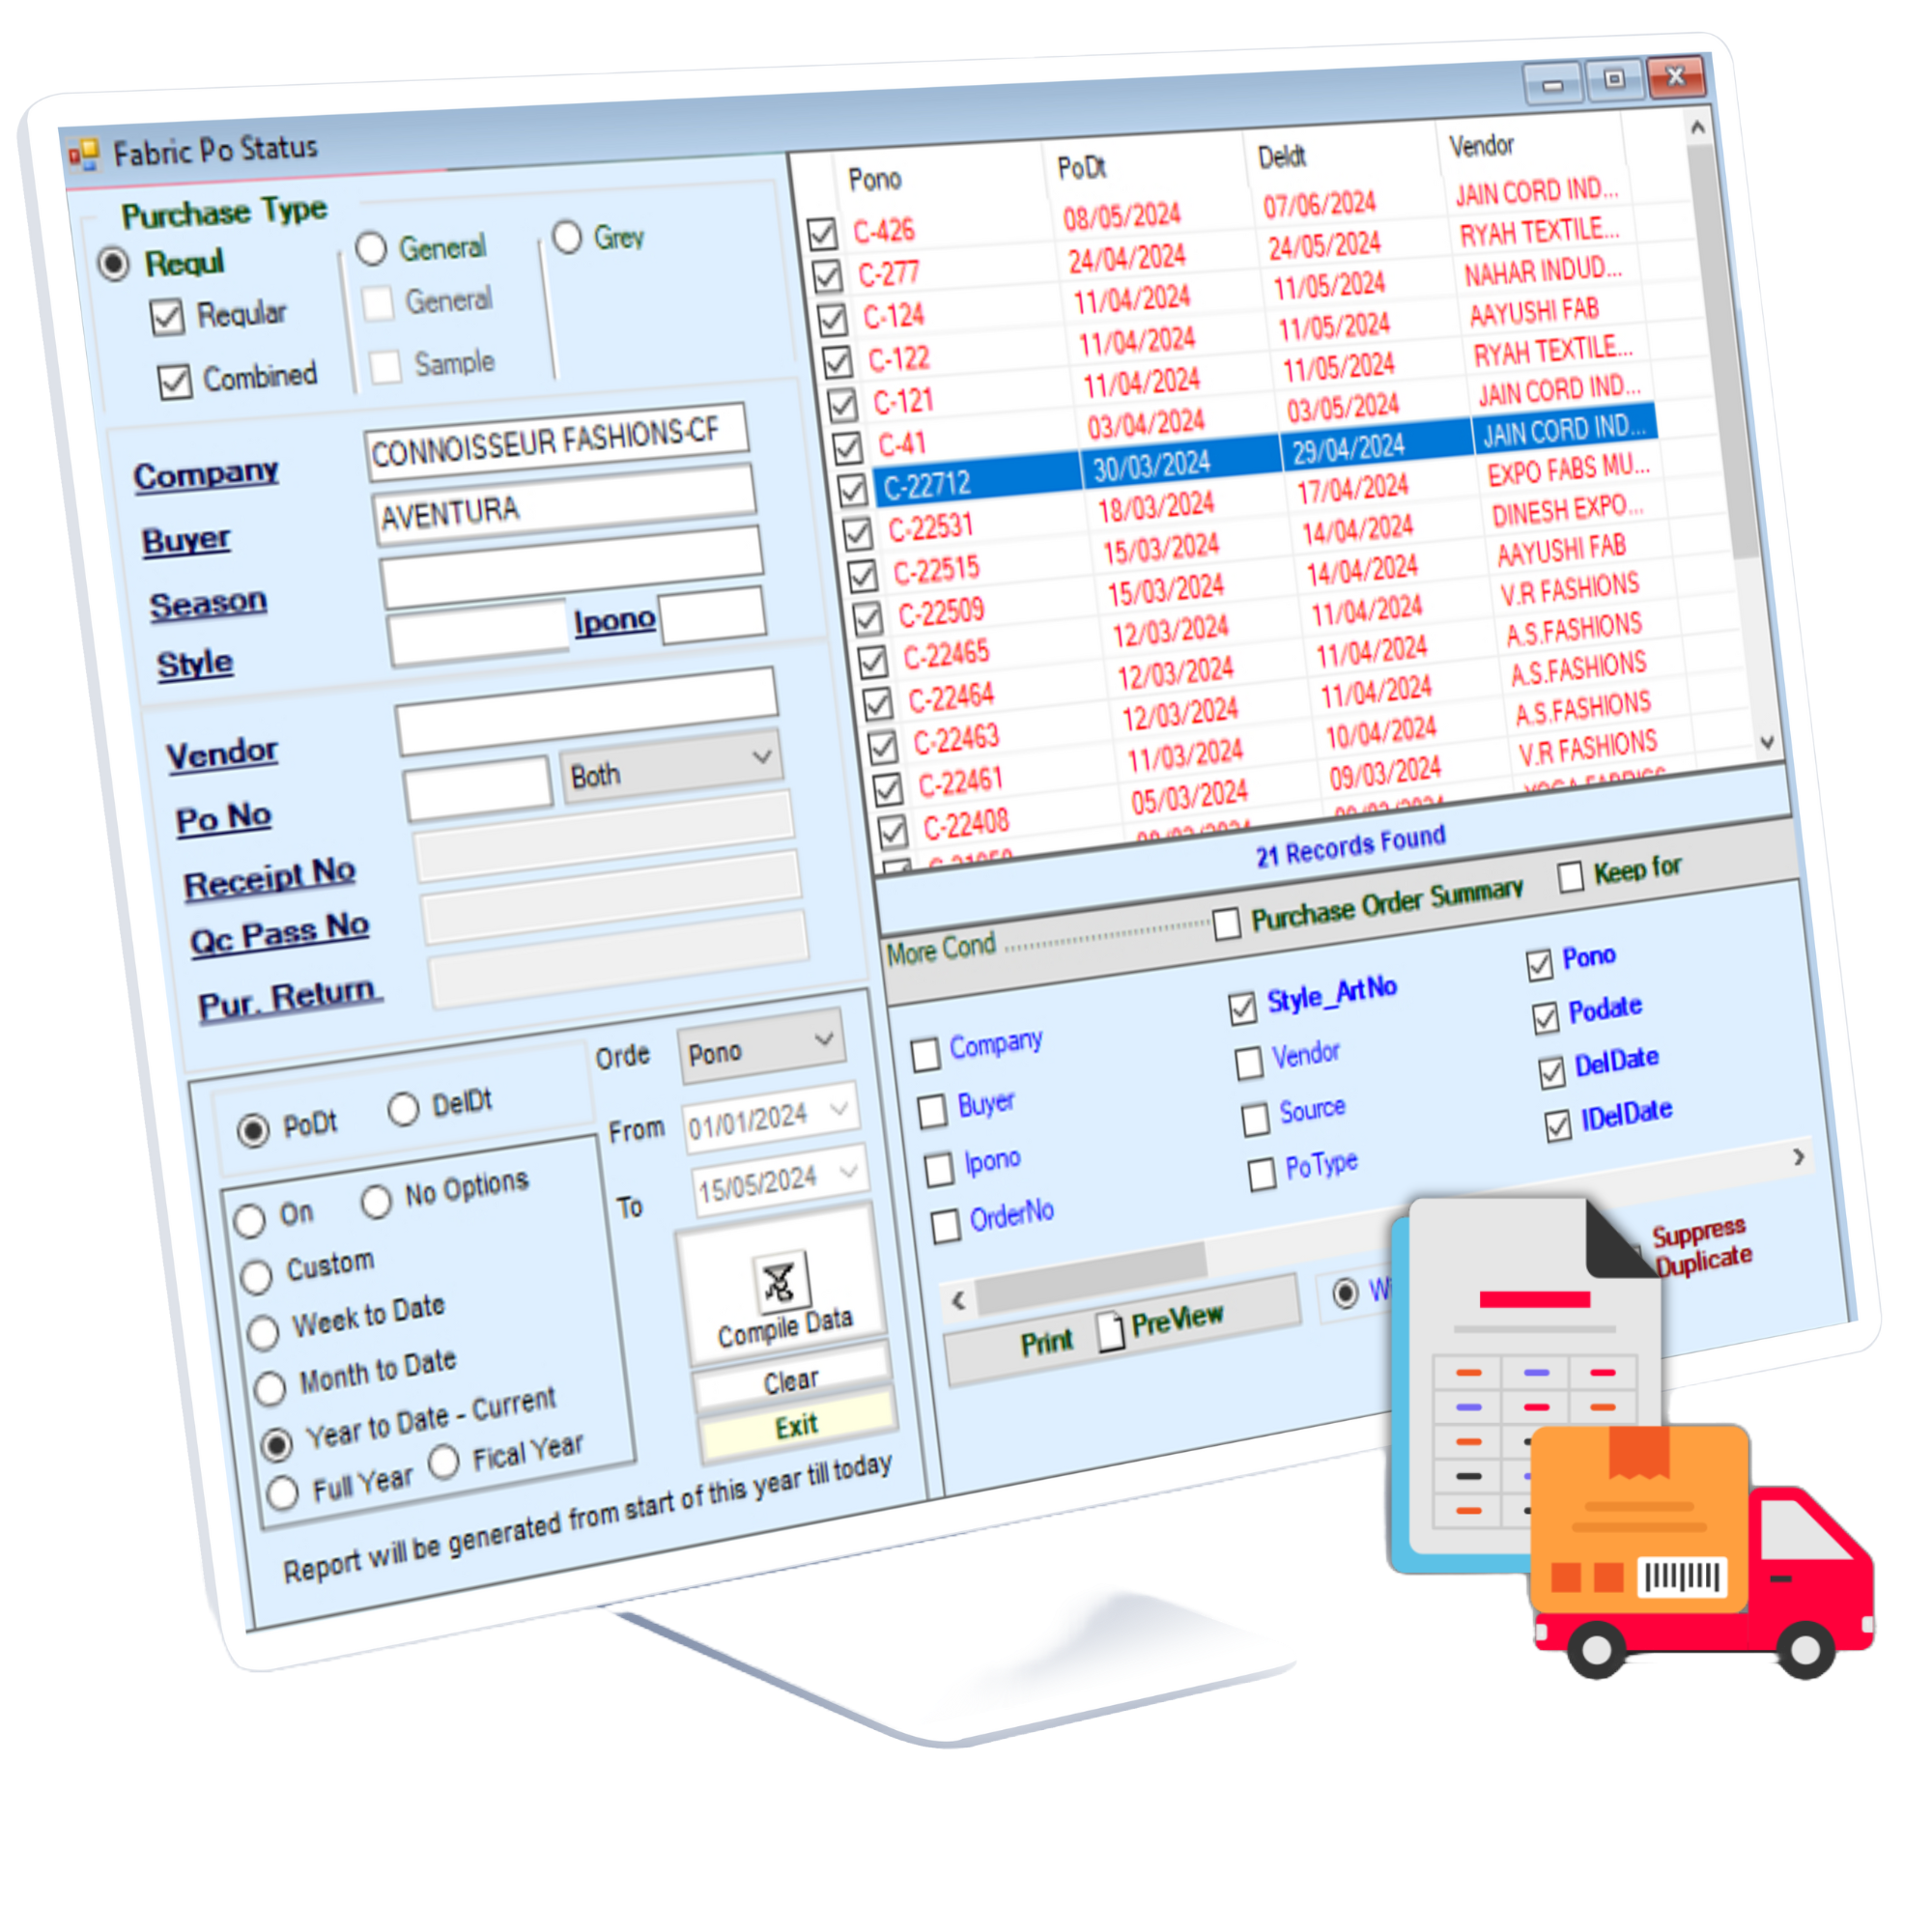 Fabric Po Status
Purchase Type
Requl General Grey
Regular General
Combined Sample
Company CONNOISSEUR FASHIONS-CF
Buyer AVENTURA
Season
Style Ipono
Vendor
Po No Both
Receipt No
Qc Pass No
Pur. Return
PoDt DelDt
Orde Pono
From 01/01/2024
To 15/05/2024
On No Options
Custom
Week to Date
Month to Date
Year to Date - Current
Full Year Fical Year
Compile Data
Clear
Exit
Report will be generated from start of this year till today
Pono PoDt Deldt Vendor
C-426 08/05/2024 07/06/2024 JAIN CORD IND...
C-277 24/04/2024 24/05/2024 RYAH TEXTILE...
C-124 11/04/2024 11/05/2024 NAHAR INDUD...
C-122 11/04/2024 11/05/2024 AAYUSHI FAB
C-121 11/04/2024 11/05/2024 RYAH TEXTILE...
C-41 03/04/2024 03/05/2024 JAIN CORD IND...
C-22712 30/03/2024 29/04/2024 JAIN CORD IND...
C-22531 18/03/2024 17/04/2024 EXPO FABS MU...
C-22515 15/03/2024 14/04/2024 DINESH EXPO...
C-22509 15/03/2024 14/04/2024 AAYUSHI FAB
C-22465 12/03/2024 11/04/2024 V.R FASHIONS
C-22464 12/03/2024 11/04/2024 A.S.FASHIONS
C-22463 12/03/2024 11/04/2024 A.S.FASHIONS
C-22461 11/03/2024 10/04/2024 A.S.FASHIONS
C-22408 05/03/2024 09/03/2024 V.R FASHIONS
21 Records Found
More Cond Purchase Order Summary Keep for
Company Style_ArtNo Pono
Buyer Vendor Podate
Ipono Source DelDate
OrderNo PoType IDelDate
Print PreView
Suppress
Duplicate